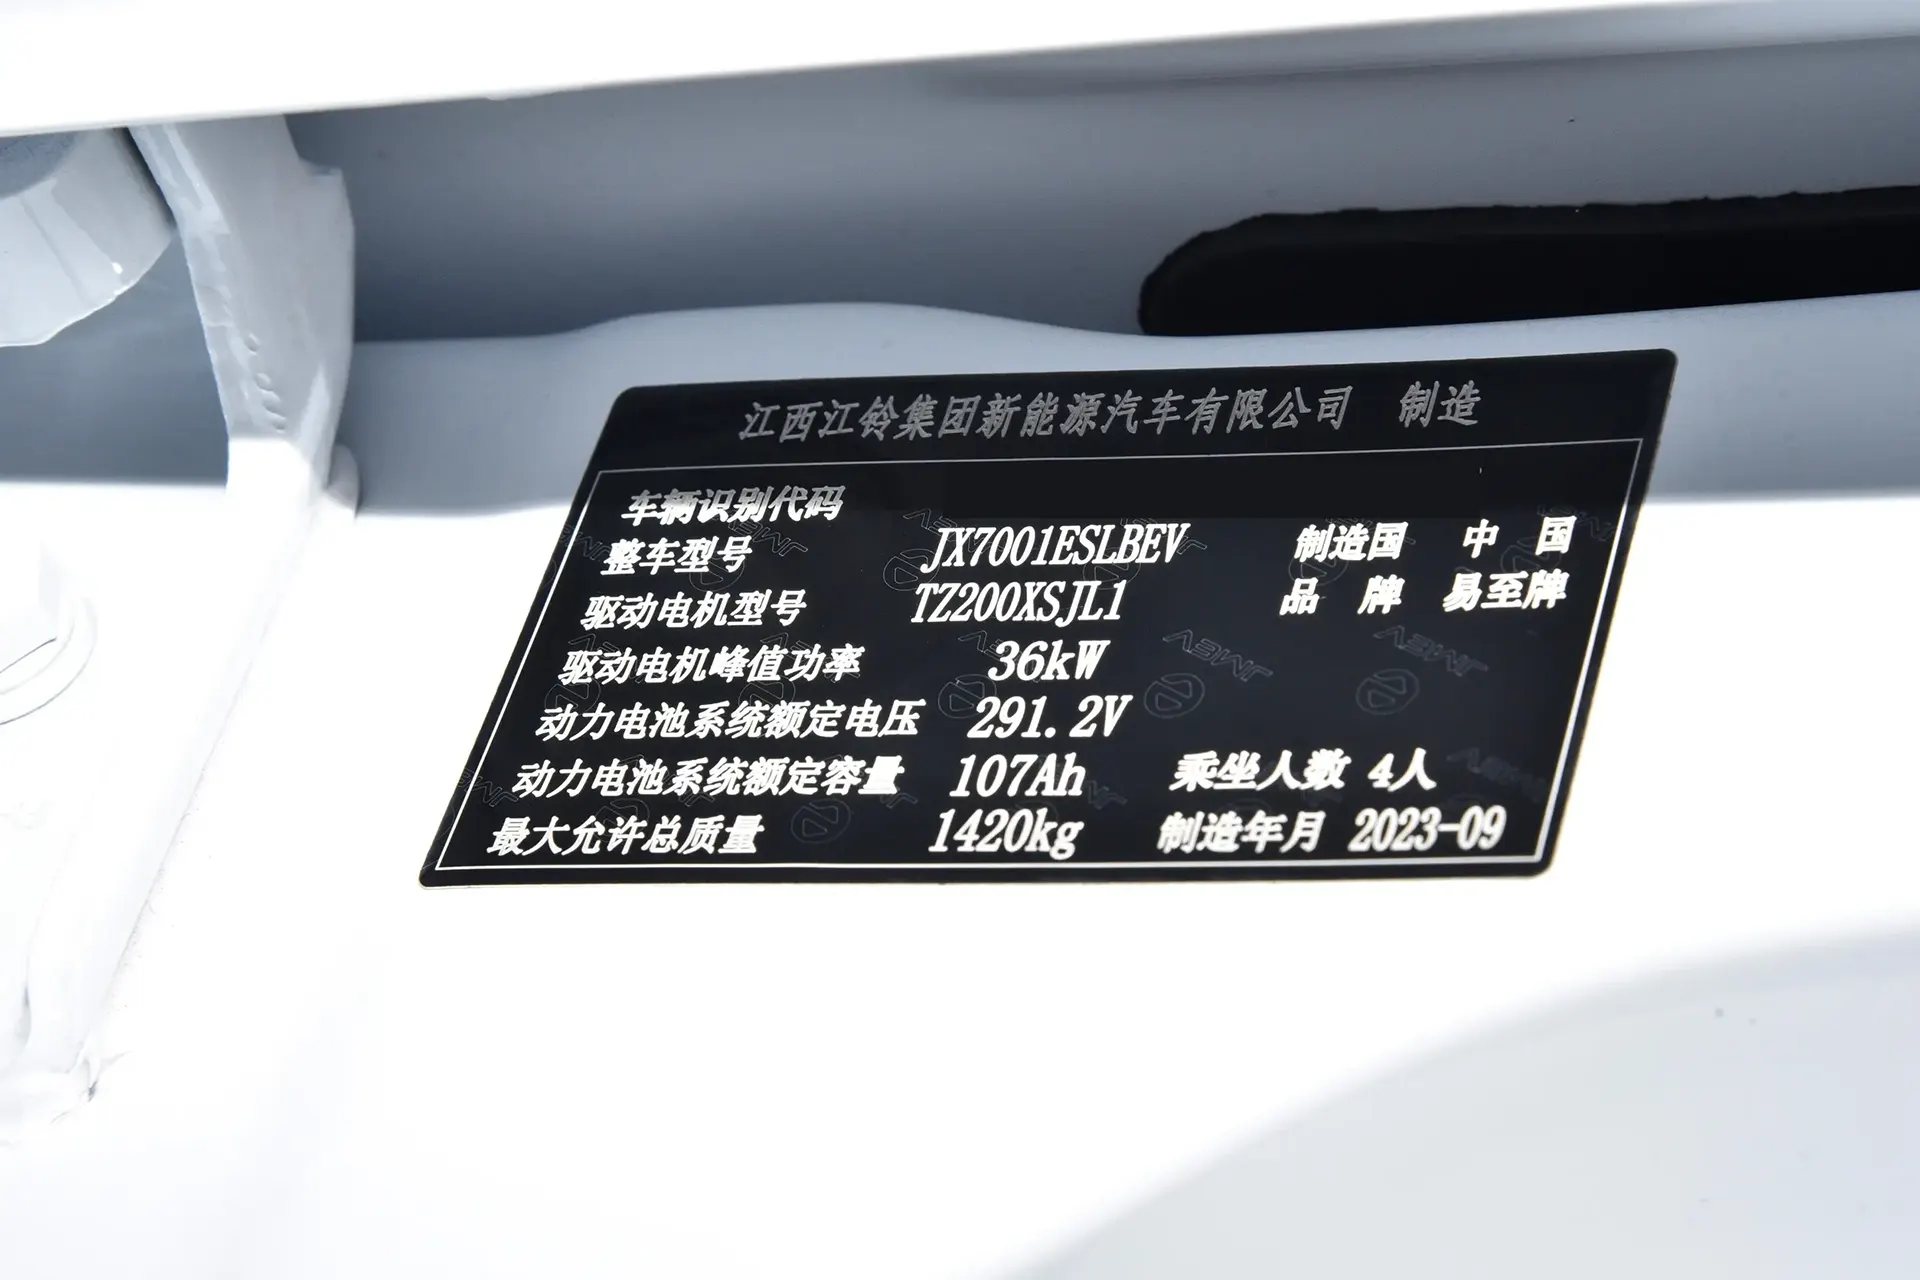 江西江铃集团新能源汽车有限公司 制造
车辆识别代码
整车型号 JX7001ESLBEV 制造国 中 国
驱动电机型号 TZ200XSJL1 品 牌 易至牌
驱动电机峰值功率 36kW
动力电池系统额定电压 291.2V
动力电池系统额定容量 107Ah 乘坐人数 4人
最大允许总质量 1420kg 制造年月 2023-09